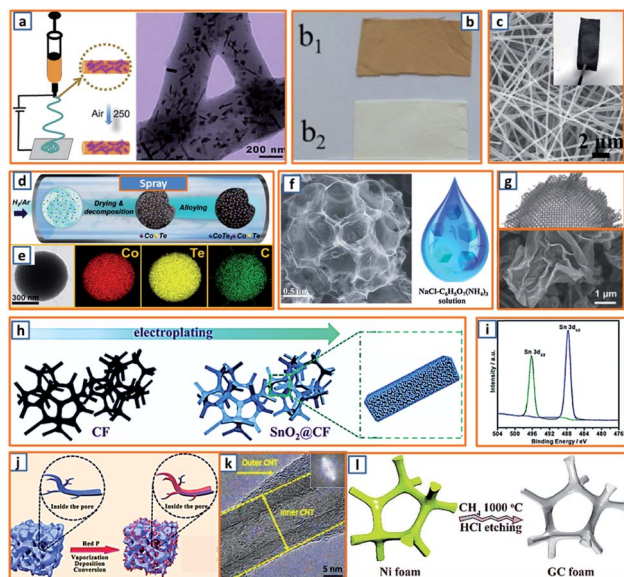 a
Air
250
200 nm
b
b1
b2
c
2 μm
d
Spray
H2/Ar
Drying &
decomposition
Alloying
Co Te
CoTe2 Co Te
e
300 nm
Co
Te
C
f
0.5 μm
NaCl-C6H5O7(NH4)3
solution
g
1 μm
h
electroplating
CF
SnO2@CF
i
Intensity / a.u.
Sn 3d3/2
Sn 3d5/2
504 500 496 492 488 484 480 476
Binding Energy / eV
j
Inside the pore
Inside the pore
Red P
Vaporization
Deposition
Conversion
k
Outer CNT
Inner CNT
5 nm
l
CH4 1000 °C
HCl etching
Ni foam
GC foam